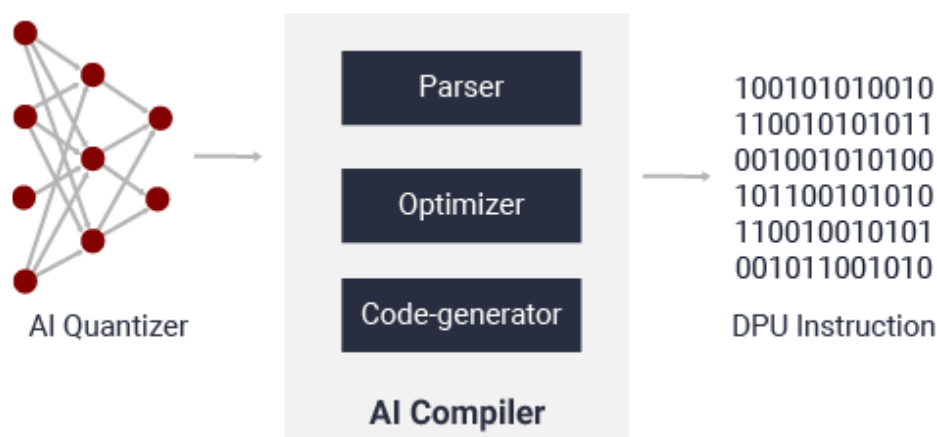 AI Quantizer
Parser
Optimizer
Code-generator
AI Compiler
100101010010
110010101011
001001010100
101100101010
110010010101
001011001010
DPU Instruction